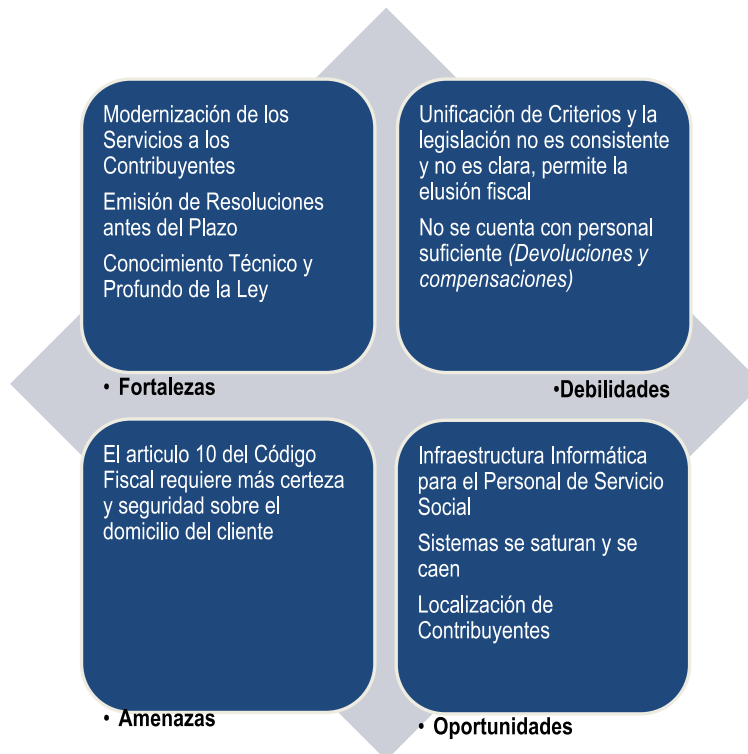 Modernización de los
Servicios a los
Contribuyentes
Emisión de Resoluciones
antes del Plazo
Conocimiento Técnico y
Profundo de la Ley
• Fortalezas
Unificación de Criterios y la
legislación no es consistente
y no es clara, permite la
elusión fiscal
No se cuenta con personal
suficiente (Devoluciones y
compensaciones)
•Debilidades
El articulo 10 del Código
Fiscal requiere más certeza
y seguridad sobre el
domicilio del cliente
• Amenazas
Infraestructura Informática
para el Personal de Servicio
Social
Sistemas se saturan y se
caen
Localización de
Contribuyentes
• Oportunidades